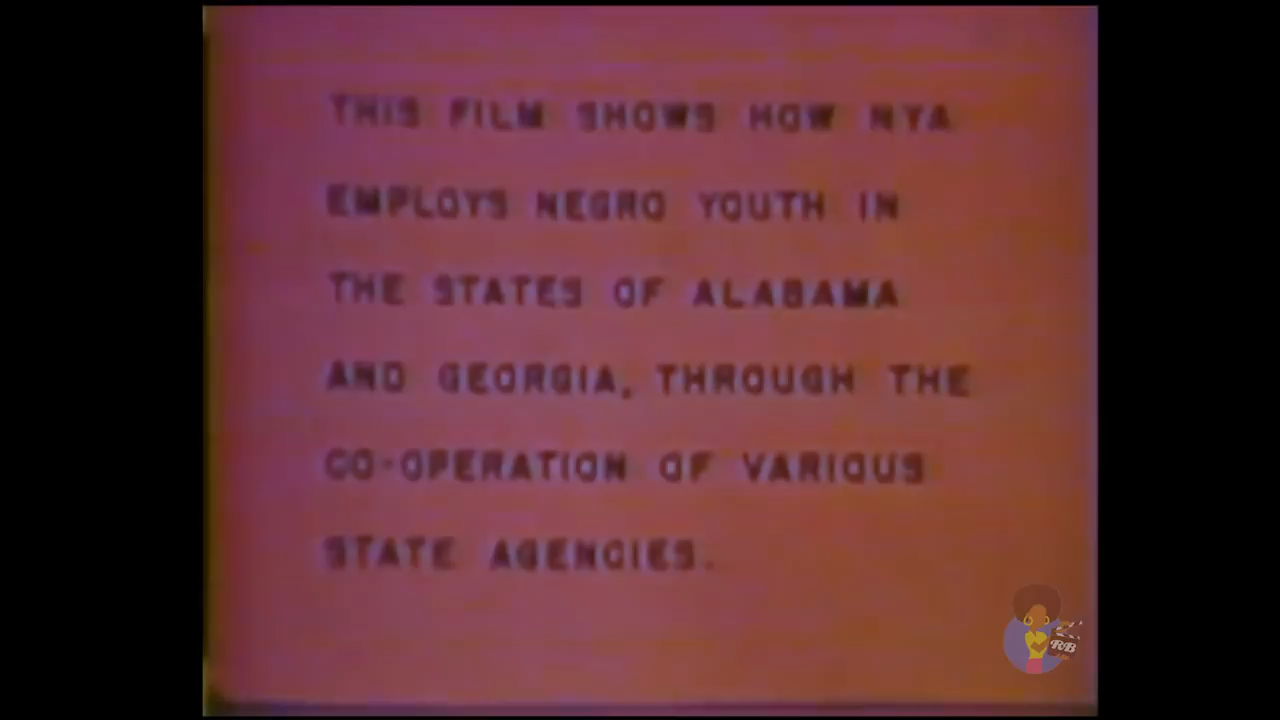 THIS FILM SHOWS HOW NYA
EMPLOYS NEGRO YOUTH IN
THE STATES OF ALABAMA
AND GEORGIA, THROUGH THE
CO-OPERATION OF VARIOUS
STATE AGENCIES.
RB